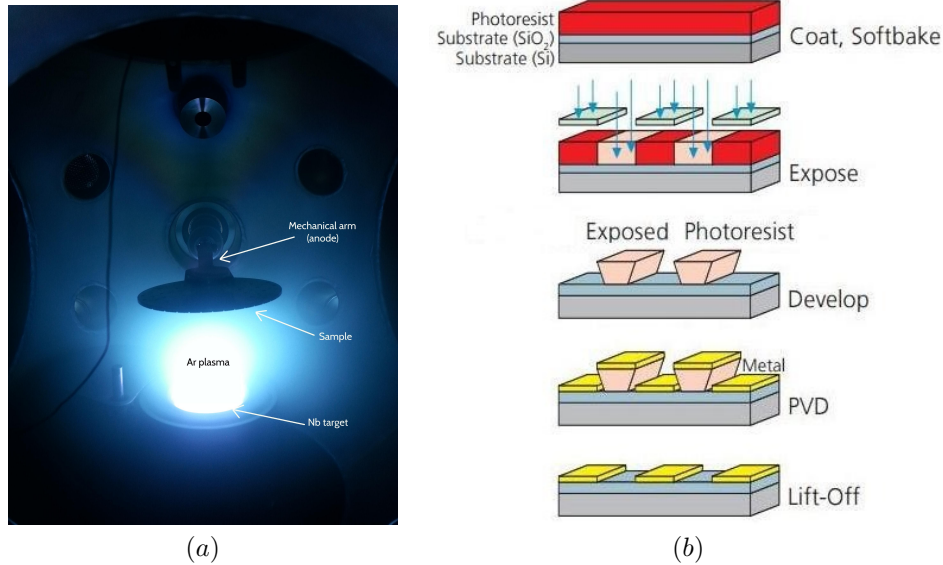 Mechanical arm
(anode)
Sample
Ar plasma
Nb target
(a)
Photoresist
Substrate (SiO₂)
Substrate (Si)
Coat, Softbake
Expose
Exposed Photoresist
Develop
Metal
PVD
Lift-Off
(b)